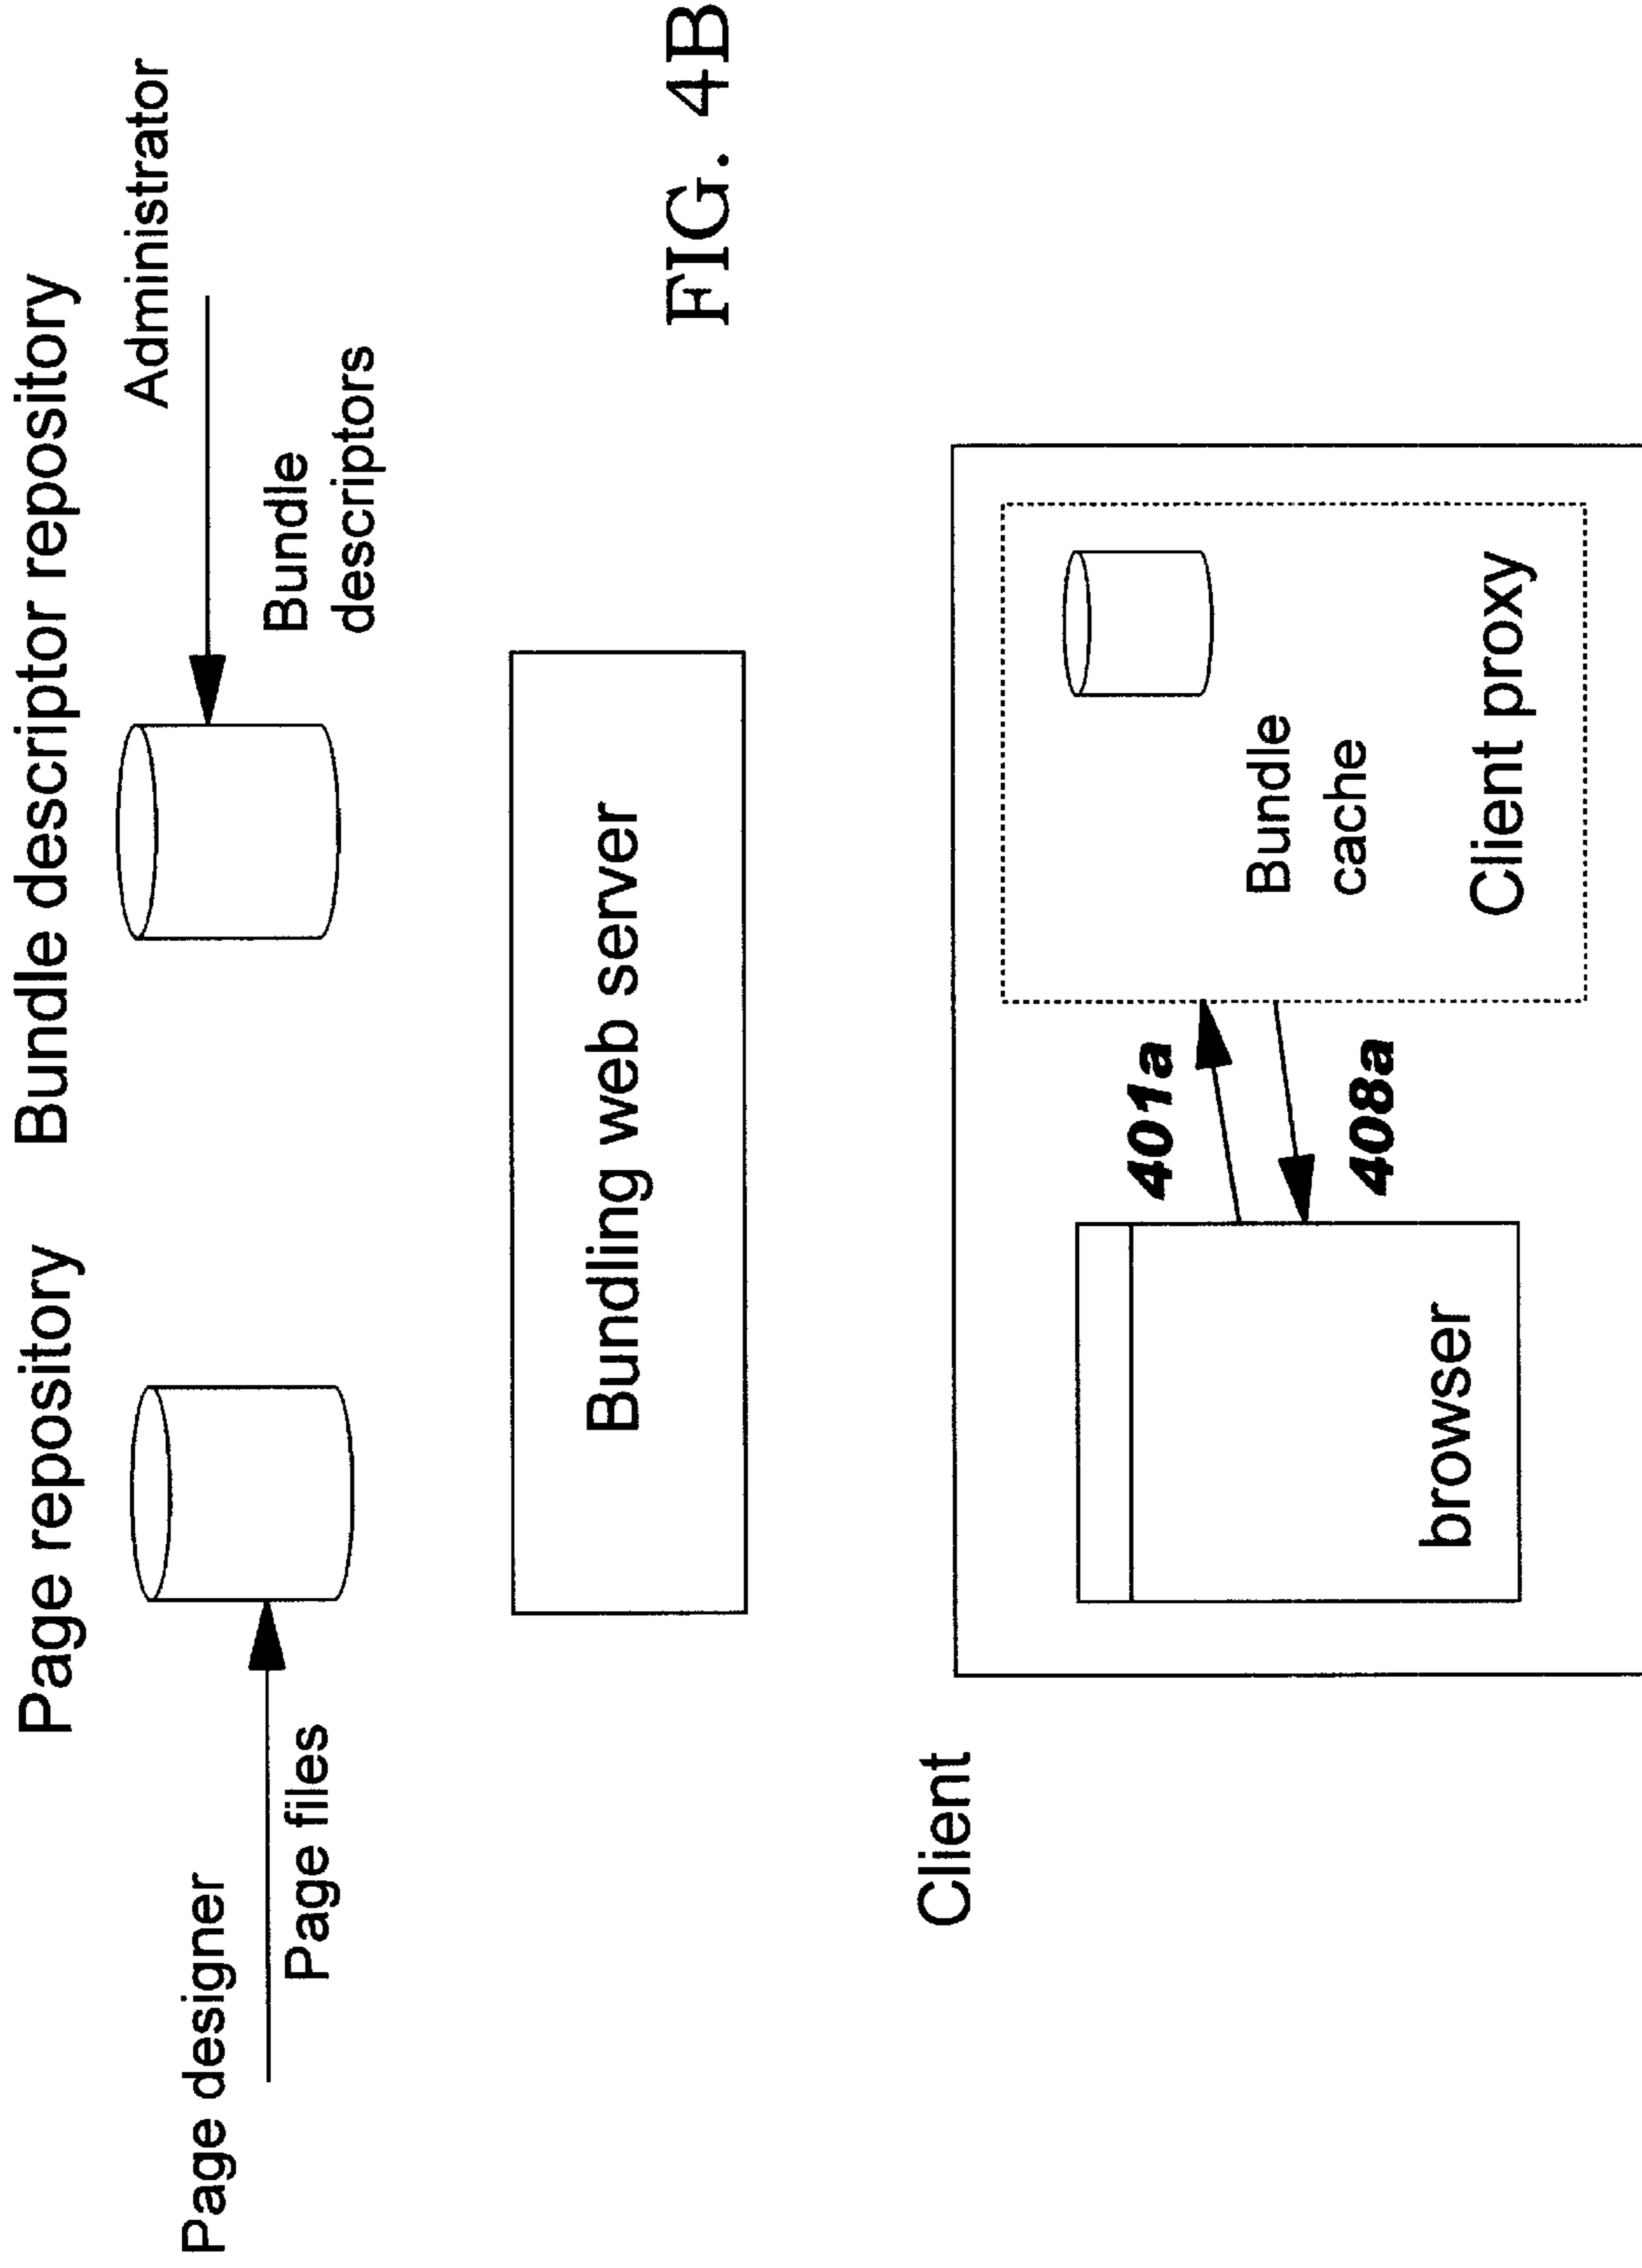 Page repository
Bundle descriptor repository
Page designer
Page files
Administrator
Bundle
descriptors
Bundling web server
FIG. 4B
Client
browser
401a
408a
Bundle
cache
Client proxy